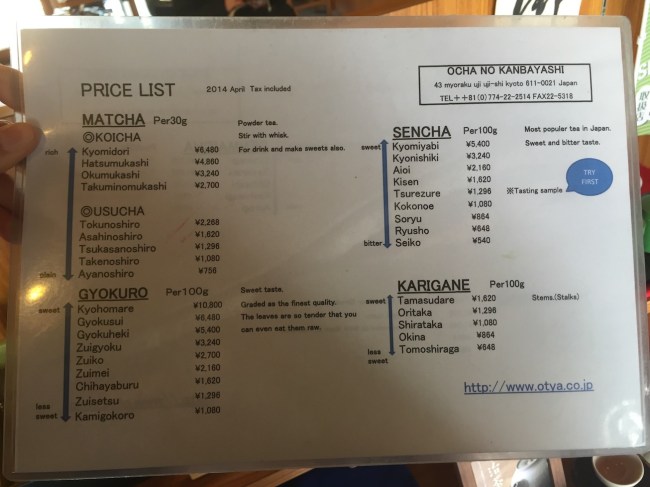 PRICE LIST 2014 April Tax included
OCHA NO KANBAYASHI
43 myoraku uji uji-shi kyoto 611-0021 Japan
TEL++81(0)774-22-2514 FAX22-5318
MATCHA Per30g Powder tea.
◎KOICHA Stir with whisk.
rich Kyomidori ¥6,480 For drink and make sweets also.
Hatsumukashi ¥4,860
Okumukashi ¥3,240
Takuminomukashi ¥2,700
◎USUCHA
Tokunoshiro ¥2,268
Asahinoshiro ¥1,620
Tsukasanoshiro ¥1,296
Takenoshiro ¥1,080
plain Ayanoshiro ¥756
GYOKURO Per100g Sweet taste.
sweet Kyohomare ¥10,800 Graded as the finest quality.
Gyokusui ¥6,480 The leaves are so tender that you
Gyokuheki ¥5,400 can even eat them raw.
Zuigyoku ¥3,240
Zuiko ¥2,700
Zuimei ¥2,160
Chihayaburu ¥1,620
less sweet Zuisetsu ¥1,296
Kamigokoro ¥1,080
SENCHA Per100g Most populer tea in Japan.
sweet Kyomiyabi ¥5,400 Sweet and bitter taste.
Kyonishiki ¥3,240
Aioi ¥2,160
Kisen ¥1,620
Tsurezure ¥1,296 ※Tasting sample TRY FIRST
Kokonoe ¥1,080
Soryu ¥864
Ryusho ¥648
bitter Seiko ¥540
KARIGANE Per100g
sweet Tamasudare ¥1,620 Stems.(Stalks)
Oritaka ¥1,296
Shirataka ¥1,080
Okina ¥864
less sweet Tomoshiraga ¥648
http://www.otya.co.jp